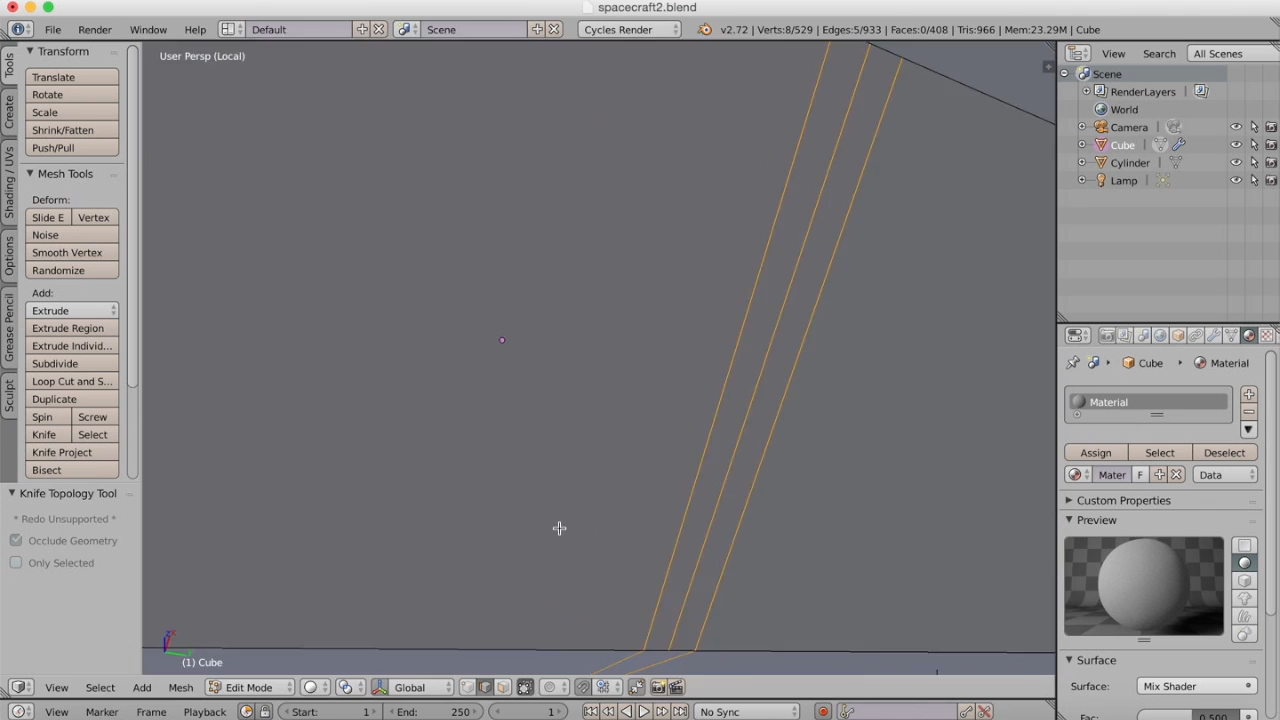 spacecraft2.blend
File Render Window Help Default Scene Cycles Render v2.72 | Verts:8/529 | Edges:5/933 | Faces:0/408 | Tris:966 | Mem:23.29M | Cube
Tools
Create
Shading / UVs
Options
Grease Pencil
Sculpt
Transform
Translate
Rotate
Scale
Shrink/Fatten
Push/Pull
Mesh Tools
Deform:
Slide E Vertex
Noise
Smooth Vertex
Randomize
Add:
Extrude
Extrude Region
Extrude Individ...
Subdivide
Loop Cut and S...
Duplicate
Spin Screw
Knife Select
Knife Project
Bisect
Knife Topology Tool
* Redo Unsupported *
Occlude Geometry
Only Selected
User Persp (Local)
(1) Cube
View Search All Scenes
Scene
RenderLayers
World
Camera
Cube
Cylinder
Lamp
Cube Material
Material
Assign Select Deselect
Mater F Data
Custom Properties
Preview
Surface
Surface: Mix Shader
0.500
View Select Add Mesh Edit Mode Global
View Marker Frame Playback Start: 1 End: 250 1 No Sync